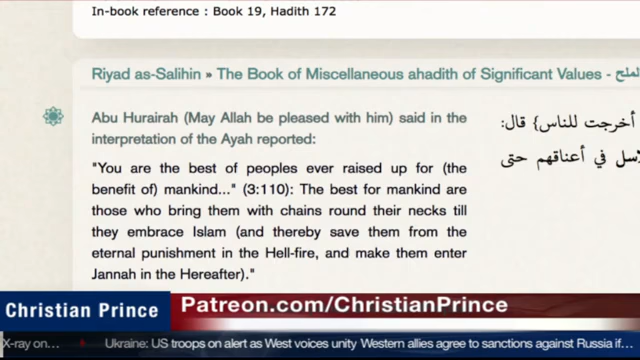 In-book reference : Book 19, Hadith 172
Riyad as-Salihin » The Book of Miscellaneous ahadith of Significant Values -
Abu Hurairah (May Allah be pleased with him) said in the
interpretation of the Ayah reported:
"You are the best of peoples ever raised up for (the
benefit of) mankind..." (3:110): The best for mankind are
those who bring them with chains round their necks till
they embrace Islam (and thereby save them from the
eternal punishment in the Hell-fire, and make them enter
Jannah in the Hereafter)."
أخرجت للناس} قال:
في أعناقهم حتى
Christian Prince
Patreon.com/ChristianPrince
X-ray on... Ukraine: US troops on alert as West voices unity Western allies agree to sanctions against Russia if...